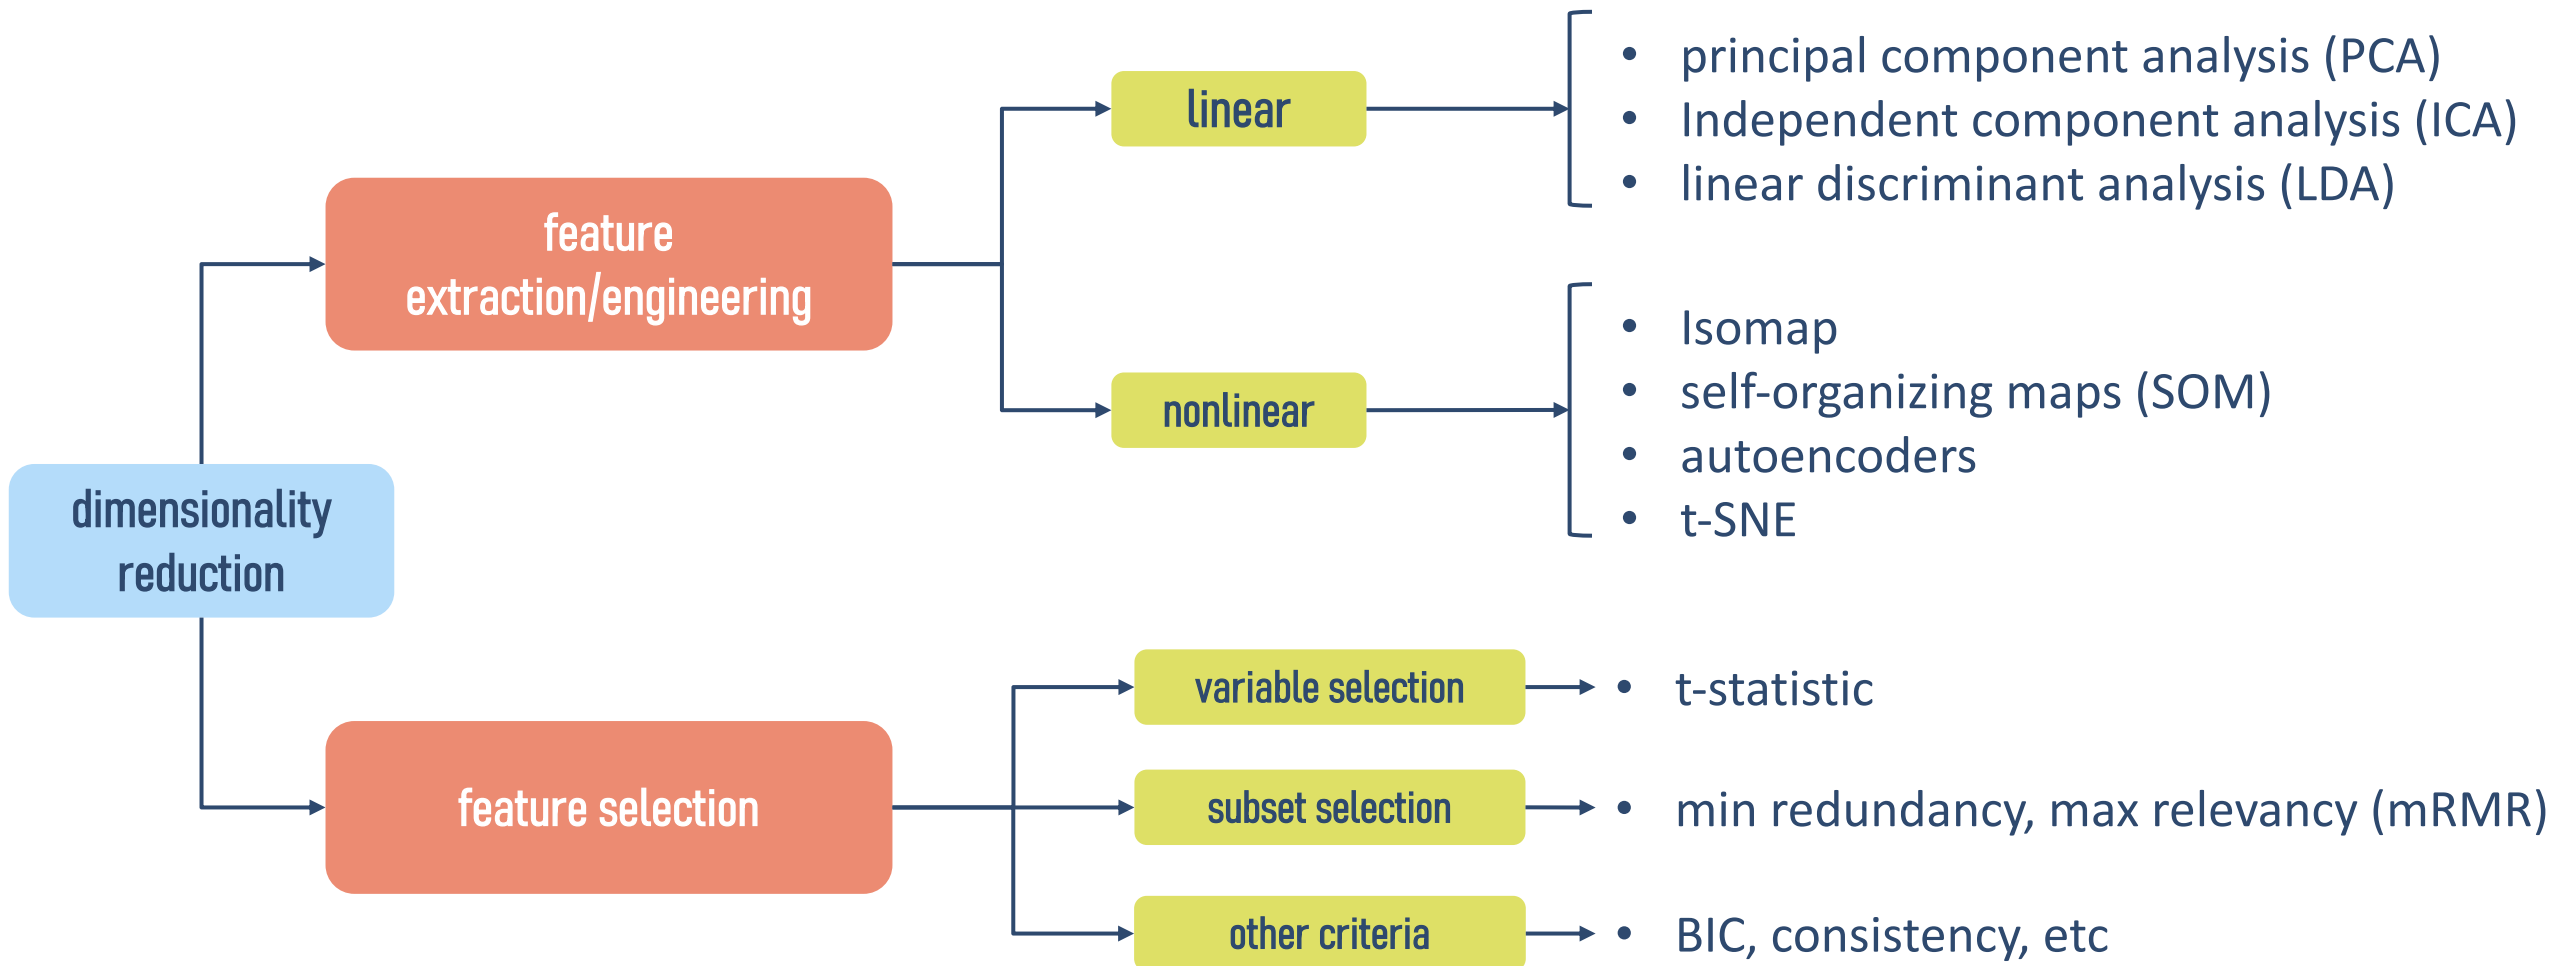 dimensionality
reduction
feature
extraction/engineering
linear
• principal component analysis (PCA)
• Independent component analysis (ICA)
• linear discriminant analysis (LDA)
nonlinear
• Isomap
• self-organizing maps (SOM)
• autoencoders
• t-SNE
feature selection
variable selection
• t-statistic
subset selection
• min redundancy, max relevancy (mRMR)
other criteria
• BIC, consistency, etc